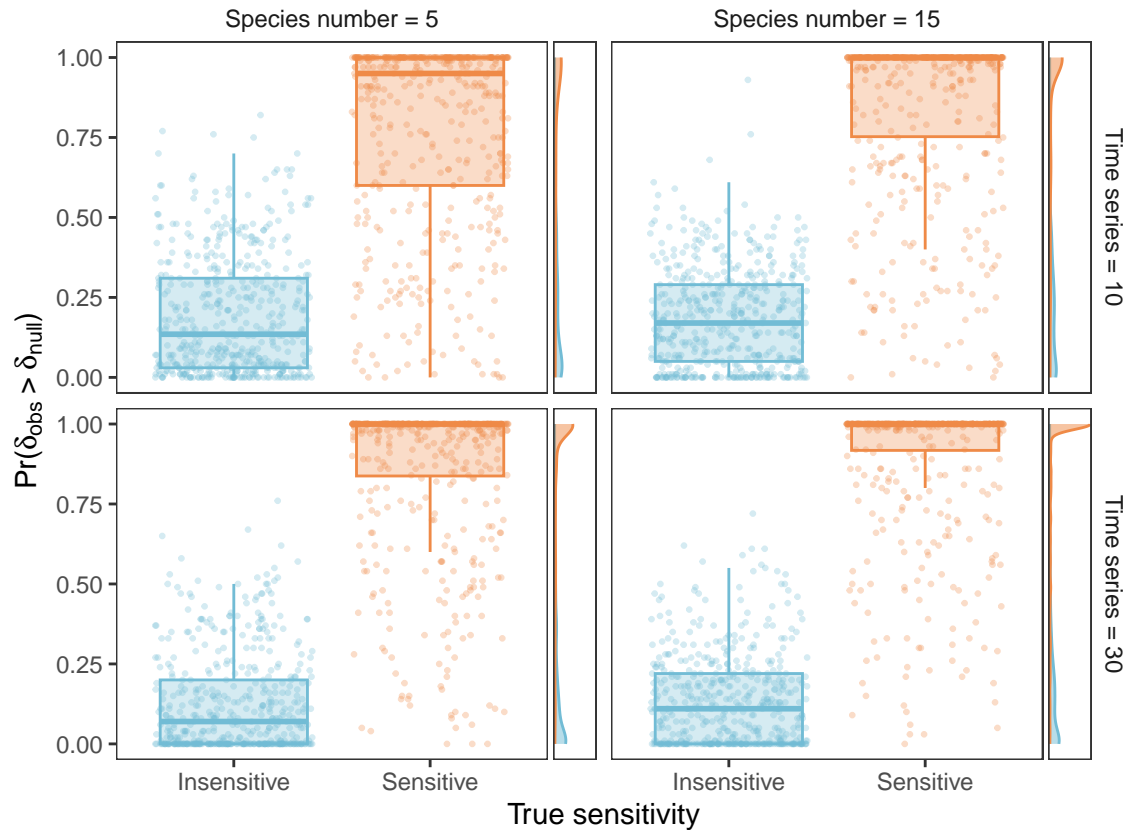 Species number = 5
Species number = 15
Pr(δobs > δnull)
1.00
0.75
0.50
0.25
0.00
Time series = 10
1.00
0.75
0.50
0.25
0.00
Time series = 30
Insensitive
Sensitive
Insensitive
Sensitive
True sensitivity